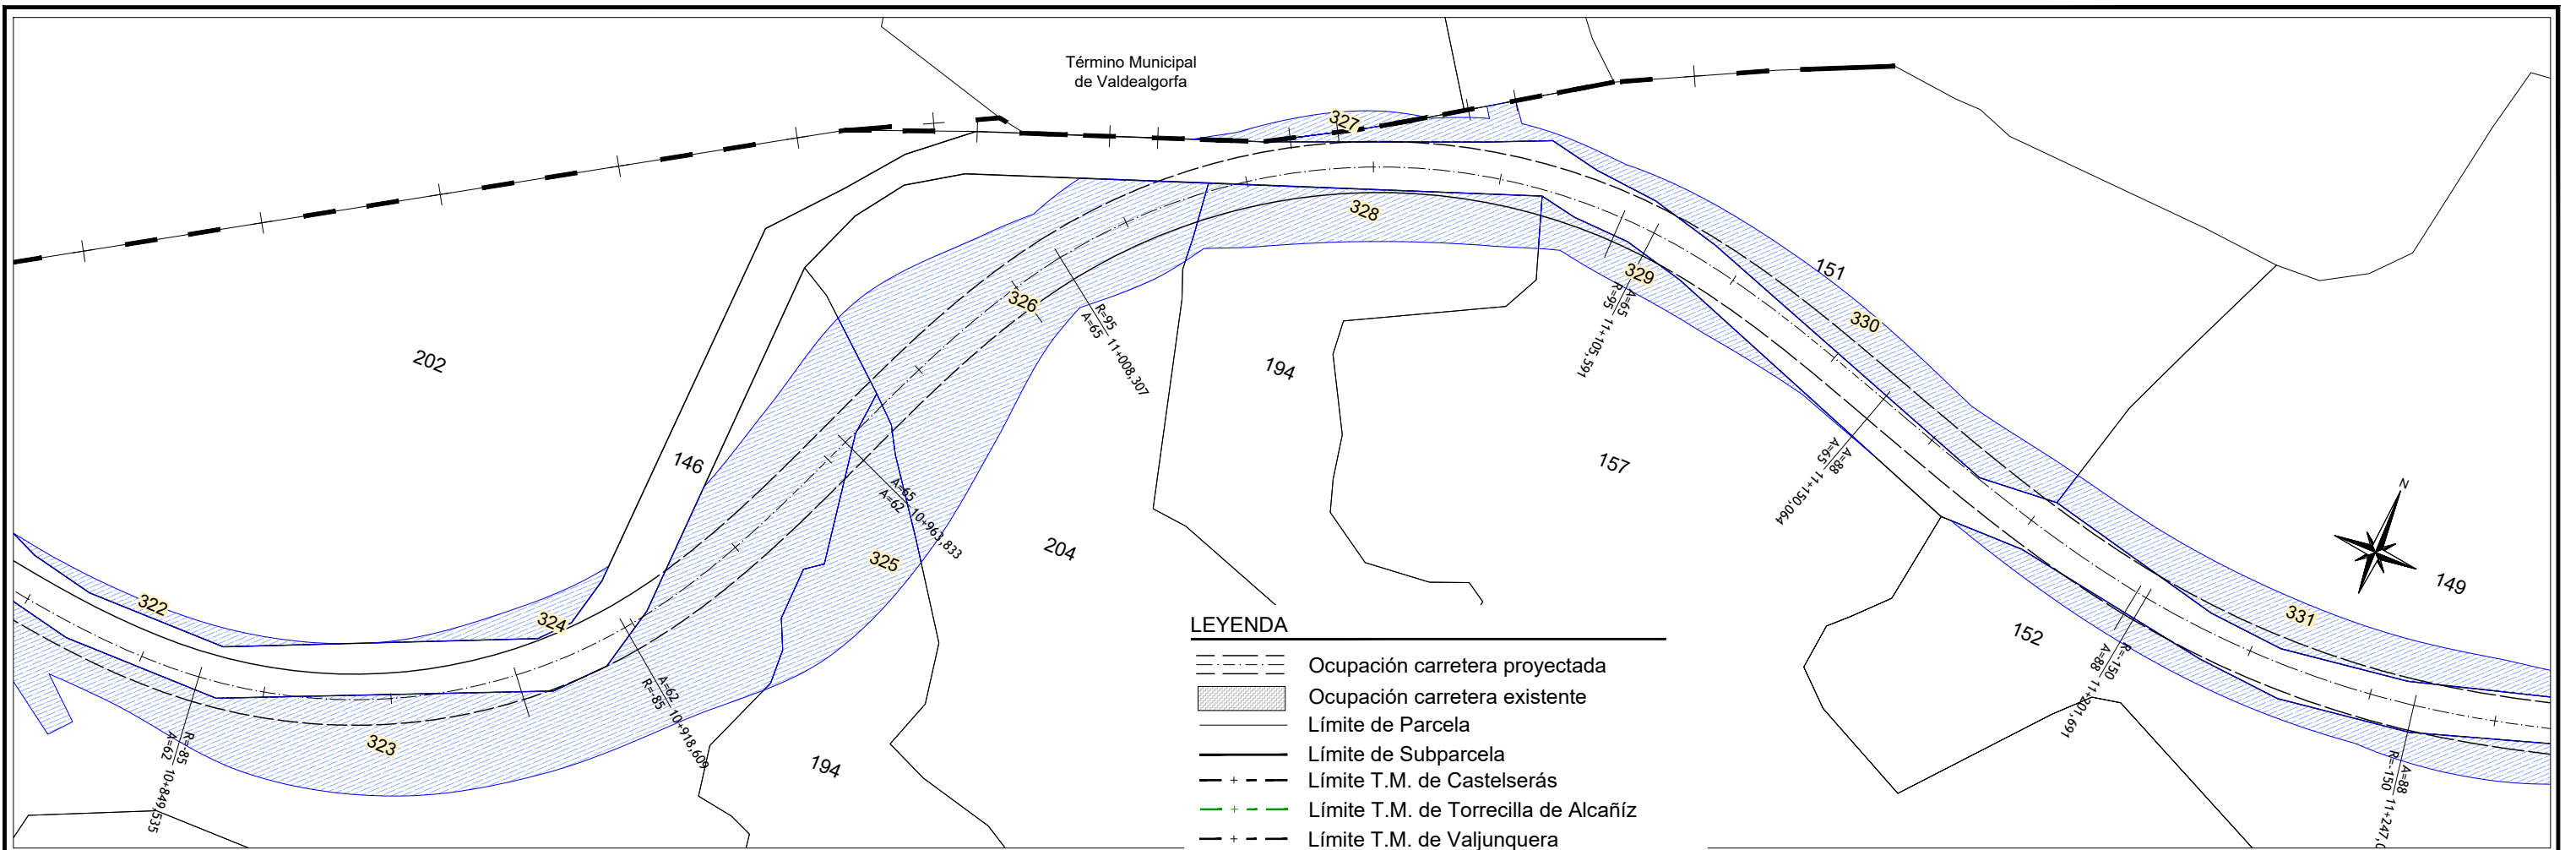 Término Municipal
de Valdealgorfa
327
328
151
329
330
326
R=95
A=65
11+008,307
A=65
R=95
11+105,591
202
194
157
146
A=65
A=62
10+963,833
A=88
A=65
11+150,064
204
325
N
149
322
324
331
152
LEYENDA
Ocupación carretera proyectada
Ocupación carretera existente
Límite de Parcela
Límite de Subparcela
Límite T.M. de Castelserás
Límite T.M. de Torrecilla de Alcañíz
Límite T.M. de Valjunquera
A=62
R=-85
10+918,609
R=-150
A=88
11+201,691
323
R=-85
A=62
10+849,535
194
A=88
R=-150